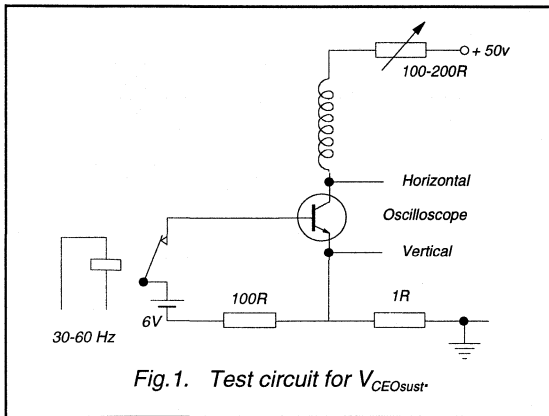 + 50v
100-200R
Horizontal
Oscilloscope
Vertical
100R
1R
6V
30-60 Hz
Fig.1. Test circuit for VCEOsust.